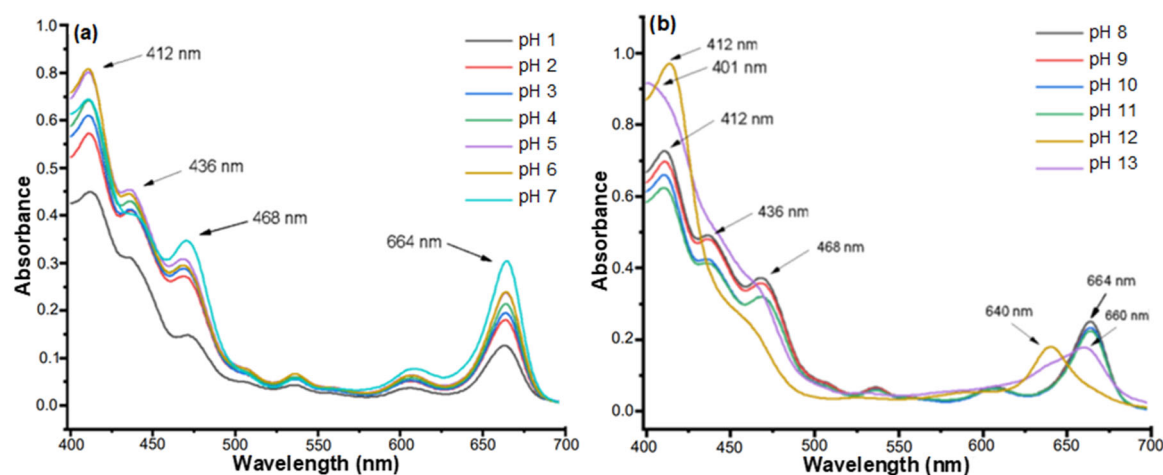 (a)
412 nm
436 nm
468 nm
664 nm
pH 1
pH 2
pH 3
pH 4
pH 5
pH 6
pH 7
0.8
0.6
0.5
0.4
0.3
0.2
0.1
0.0
Absorbance
400 450 500 550 600 650 700
Wavelength (nm)
(b)
412 nm
401 nm
412 nm
436 nm
468 nm
640 nm
664 nm
660 nm
pH 8
pH 9
pH 10
pH 11
pH 12
pH 13
1.0
0.8
0.6
0.4
0.2
0.0
Absorbance
400 450 500 550 600 650 700
Wavelength (nm)